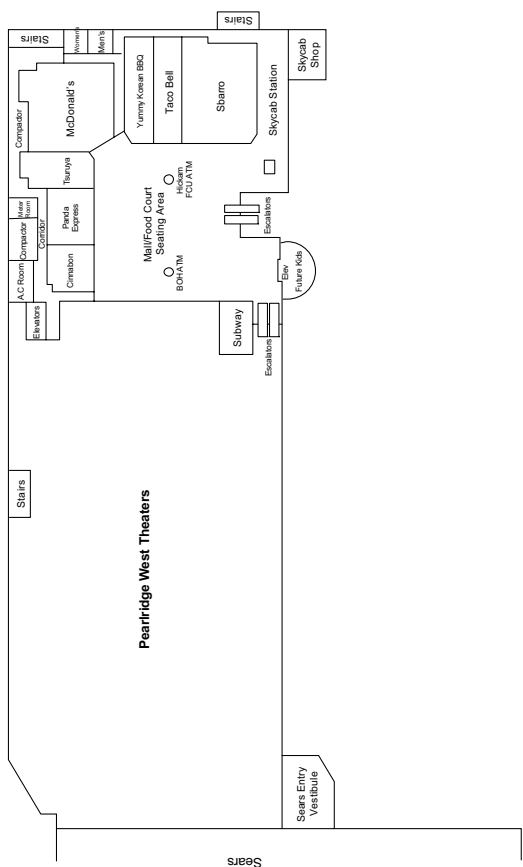 Stairs
Stairs
Women's
Men's
Skycab
Shop
Compador
McDonald's
Yummy Korean BBQ
Taco Bell
Sbarro
Skycab Station
Tsuruya
Meter
Room
Compactor
Corridor
Panda
Express
A.C Room
Cinnabon
Mall/Food Court
Seating Area
Hickam
FCU ATM
BOH ATM
Escalators
Elev
Future Kids
Elevators
Subway
Escalators
Stairs
Pearlridge West Theaters
Sears Entry
Vestibule
Sears